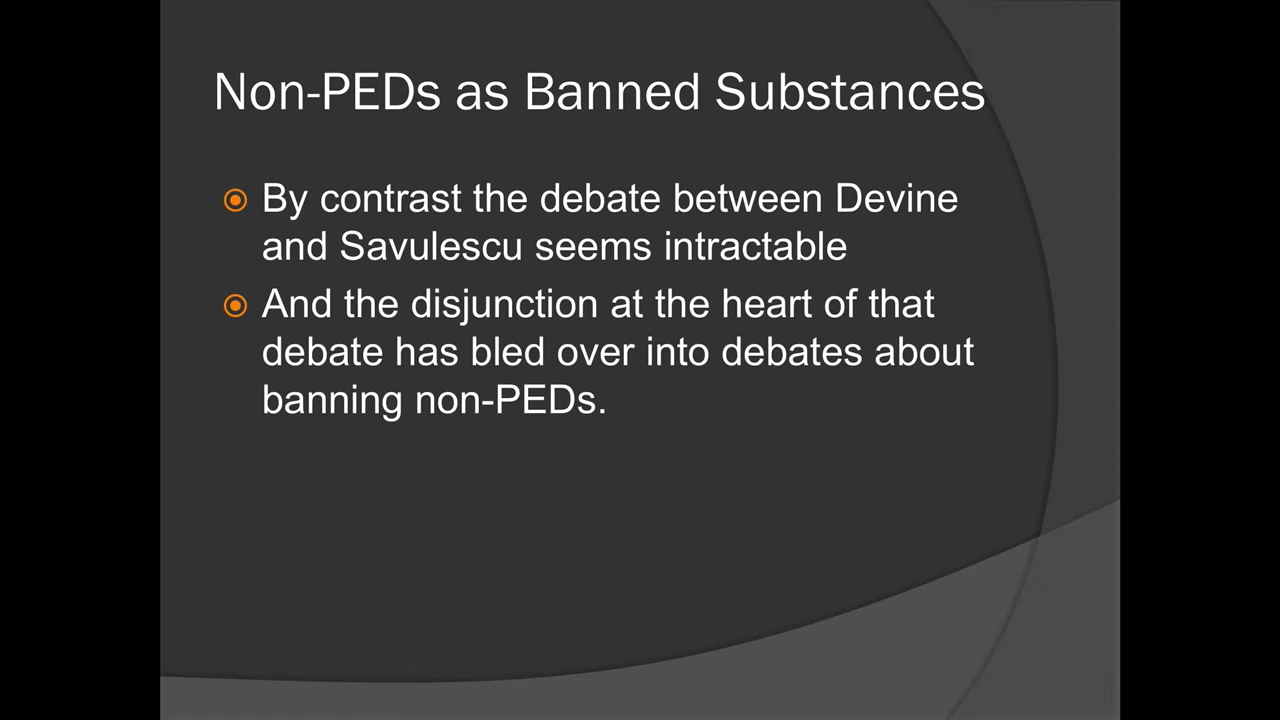 Non-PEDs as Banned Substances
By contrast the debate between Devine
and Savulescu seems intractable
And the disjunction at the heart of that
debate has bled over into debates about
banning non-PEDs.